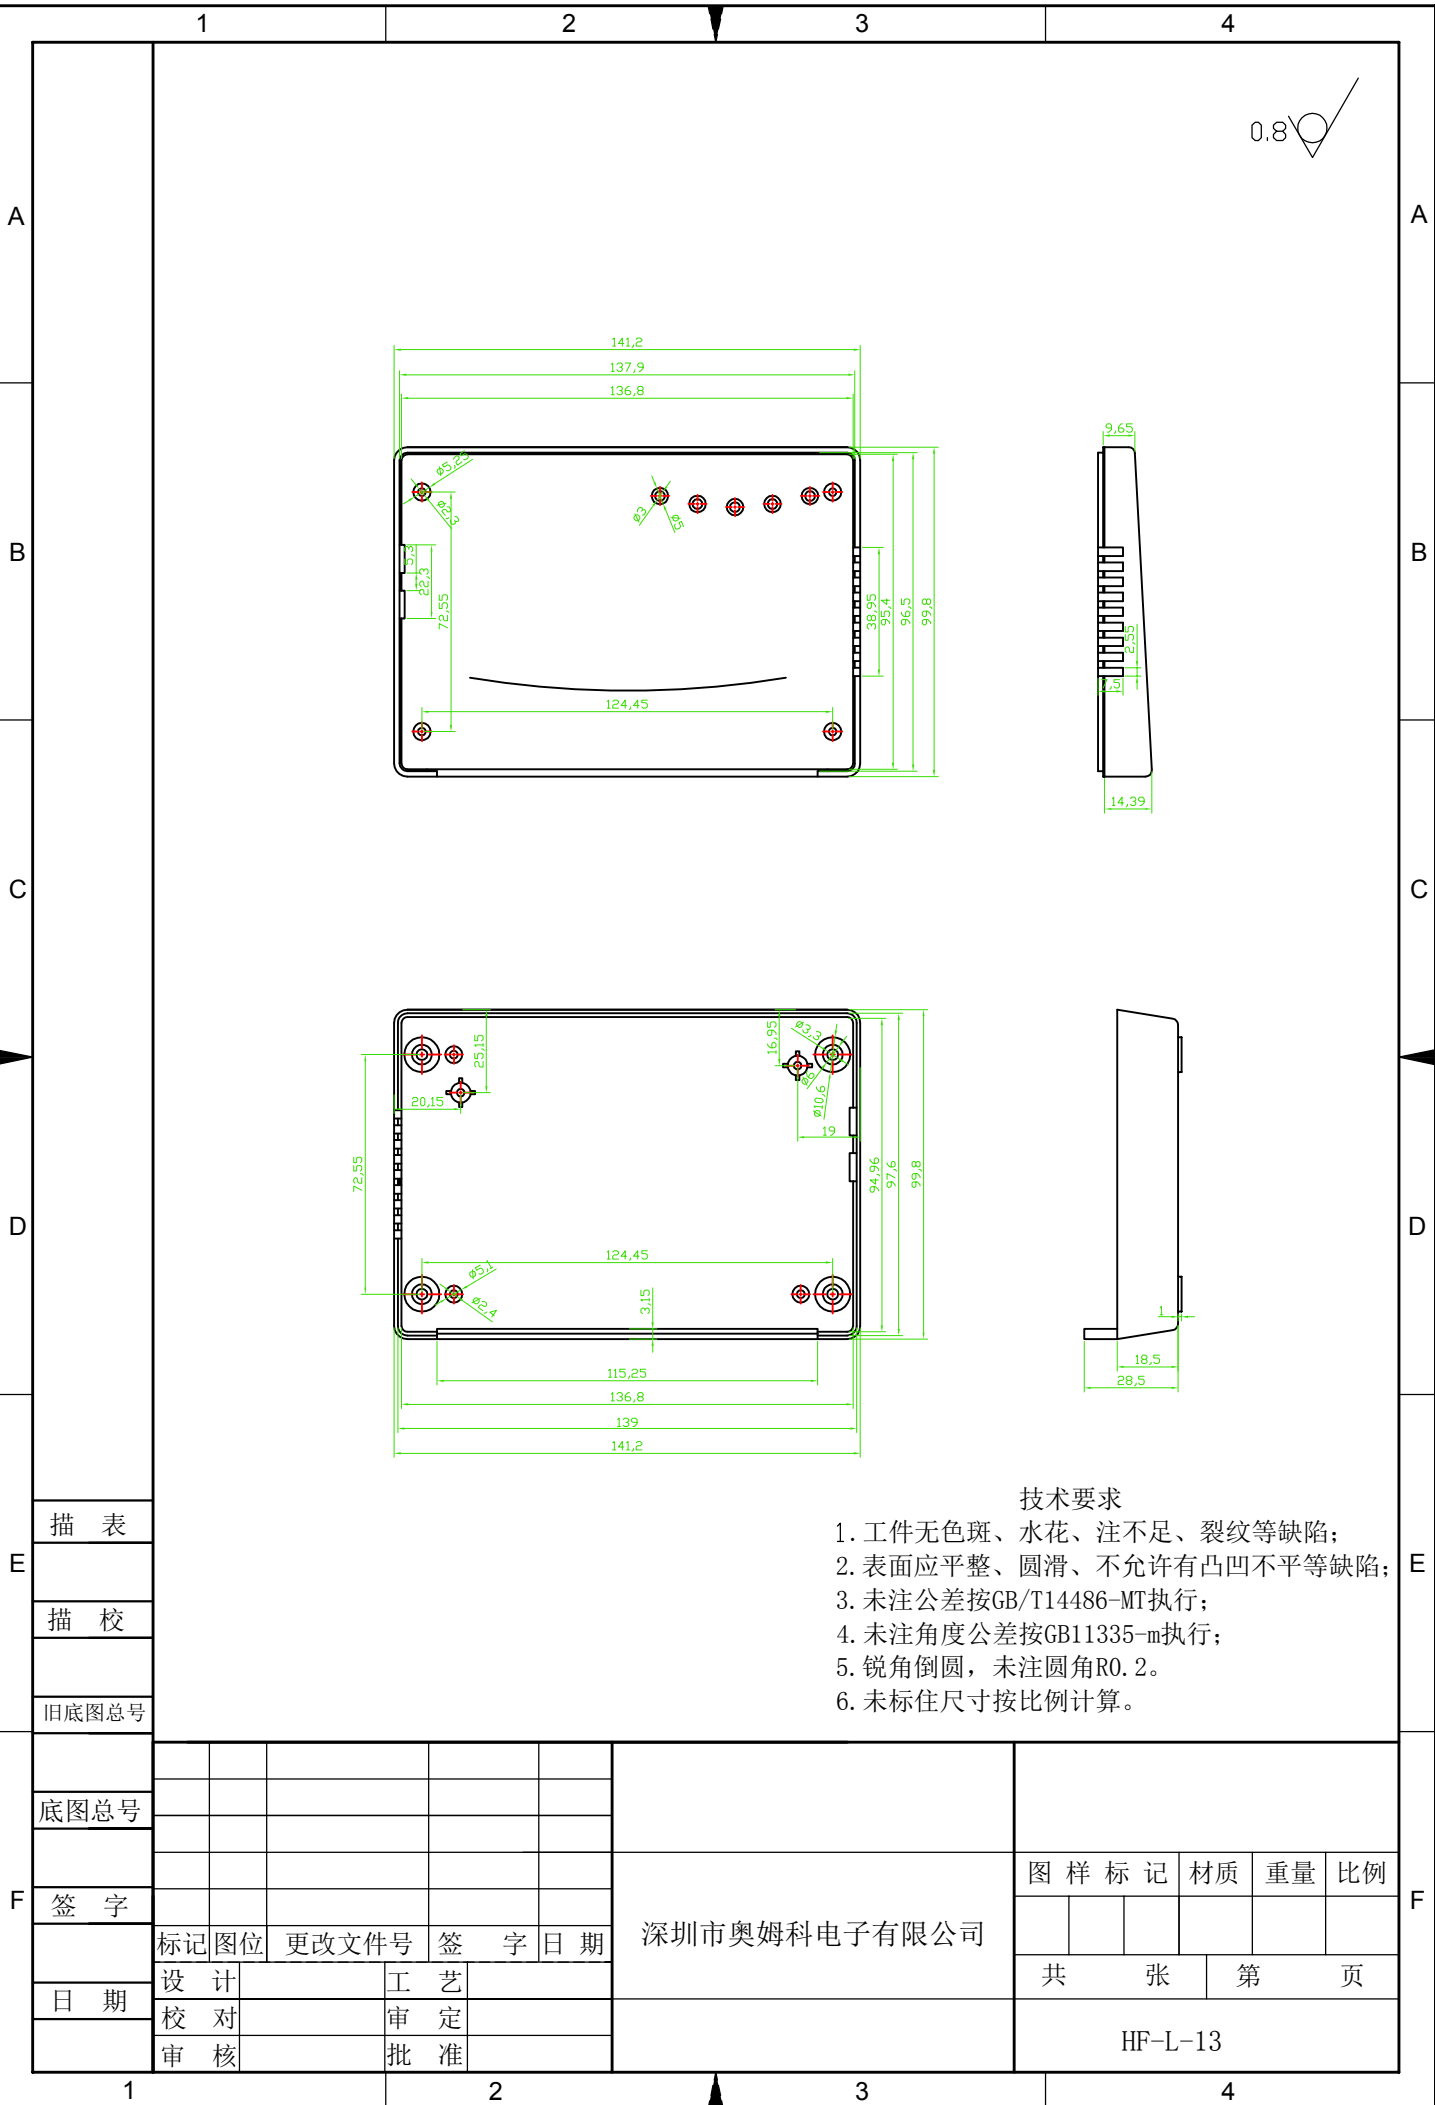 1 2 3 4
0.8
A A
141,2
137,9
136,8
9,65
ø5,25
ø2,3
ø3
ø5
B B
5,3
22,3
72,55
38,95
95,4
96,5
99,8
2,55
7,5
124,45
14,39
C C
25,15
16,95
ø3,3
ø6
ø10,6
20,15
19
72,55
94,96
97,6
99,8
D D
124,45
ø5,1
ø2,4
3,15
1
18,5
28,5
115,25
136,8
139
141,2
技术要求
1.工件无色斑、水花、注不足、裂纹等缺陷;
2.表面应平整、圆滑、不允许有凸凹不平等缺陷;
3.未注公差按GB/T14486-MT执行;
4.未注角度公差按GB11335-m执行;
5.锐角倒圆，未注圆角R0.2。
6.未标住尺寸按比例计算。
E E
描 表
描 校
旧底图总号
底图总号
签 字
日 期
F F
标记 图位 更改文件号 签 字 日 期
设 计 工 艺
校 对 审 定
审 核 批 准
深圳市奥姆科电子有限公司
图 样 标 记 材质 重量 比例
共 张 第 页
HF-L-13
1 2 3 4